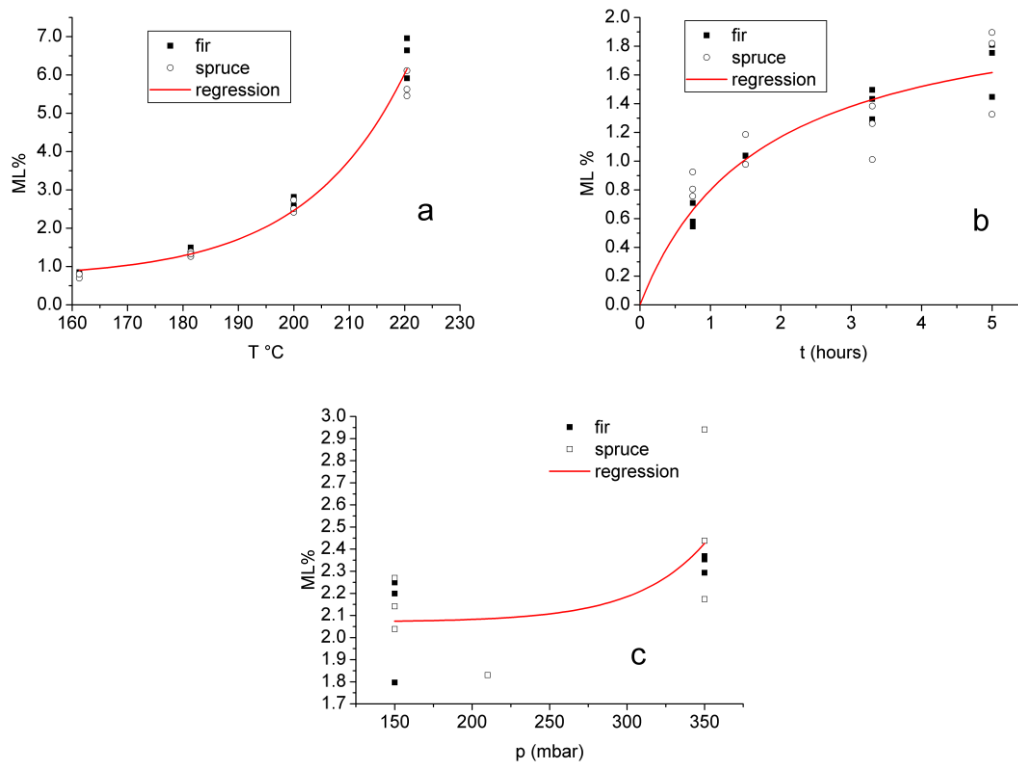 7.0
6.0
5.0
4.0
3.0
2.0
1.0
0.0
ML%
fir
spruce
regression
a
160 170 180 190 200 210 220 230
T °C
2.0
1.8
1.6
1.4
1.2
1.0
0.8
0.6
0.4
0.2
0.0
ML %
fir
spruce
regression
b
0 1 2 3 4 5
t (hours)
3.0
2.9
2.8
2.7
2.6
2.5
2.4
2.3
2.2
2.1
2.0
1.9
1.8
1.7
ML%
fir
spruce
regression
c
150 200 250 300 350
p (mbar)